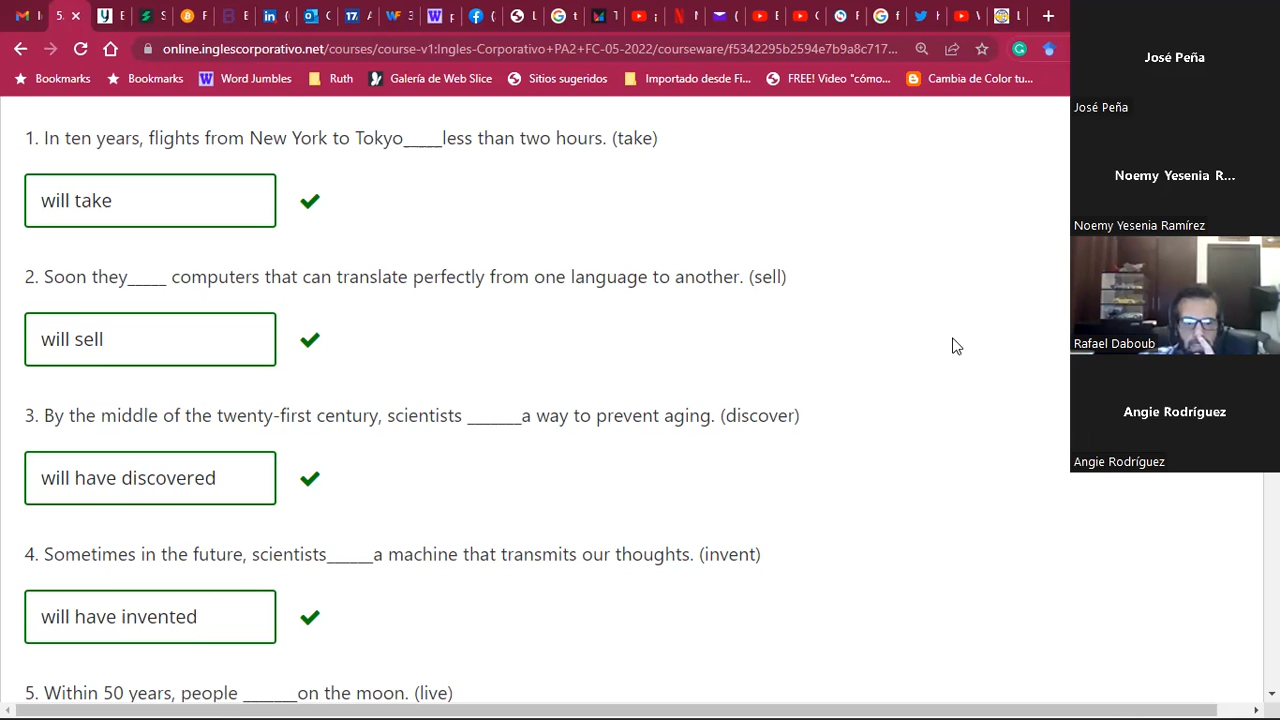 5.
S
F
E
(
C
A
3
p
(
L
t
T
¡
N
M
(
E
C
F
f
H
V
L
online.inglescorporativo.net/courses/course-v1:Ingles-Corporativo+PA2+FC-05-2022/courseware/f5342295b2594e7b9a8c717...
Bookmarks Bookmarks Word Jumbles Ruth Galería de Web Slice Sitios sugeridos Importado desde Fi... FREE! Video "cómo... Cambia de Color tu...
1. In ten years, flights from New York to Tokyo_____less than two hours. (take)
will take
2. Soon they_____ computers that can translate perfectly from one language to another. (sell)
will sell
3. By the middle of the twenty-first century, scientists _______a way to prevent aging. (discover)
will have discovered
4. Sometimes in the future, scientists______a machine that transmits our thoughts. (invent)
will have invented
5. Within 50 years, people _______on the moon. (live)
José Peña
José Peña
Noemy Yesenia R...
Noemy Yesenia Ramírez
Rafael Daboub
Angie Rodríguez
Angie Rodríguez